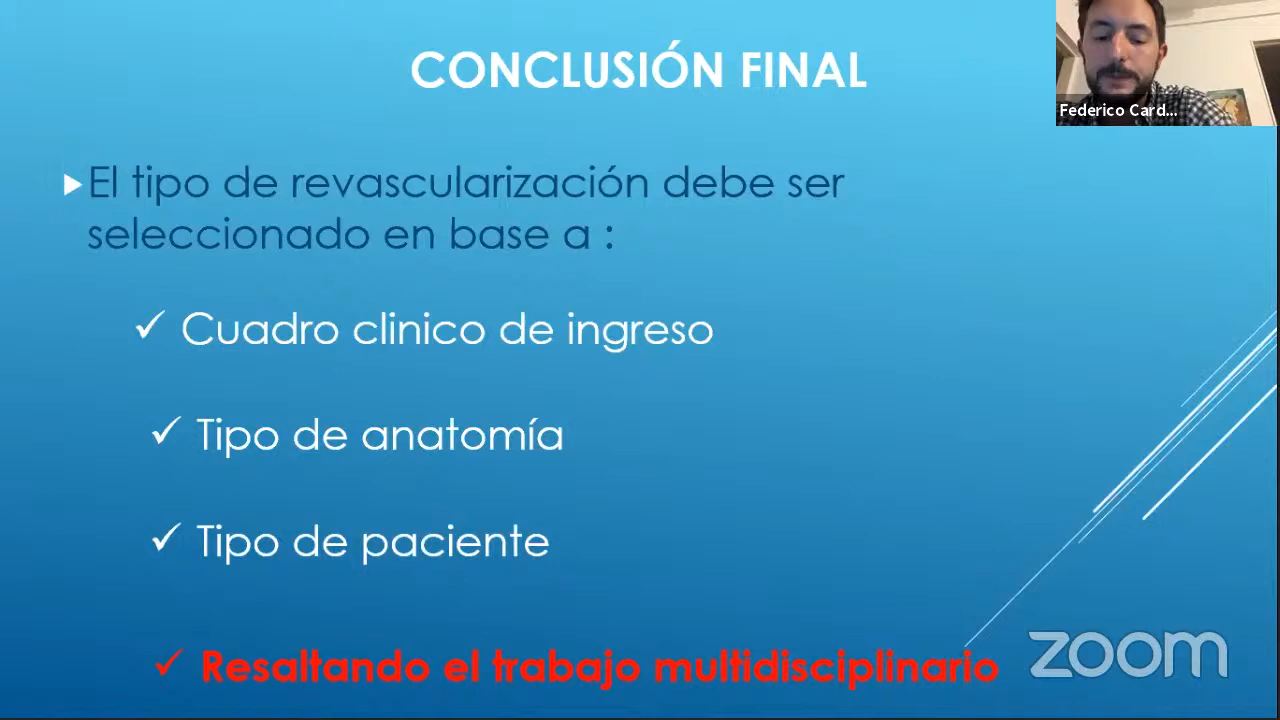 CONCLUSIÓN FINAL
Federico Card...
El tipo de revascularización debe ser
seleccionado en base a :
Cuadro clinico de ingreso
Tipo de anatomía
Tipo de paciente
Resaltando el trabajo multidisciplinario
zoom